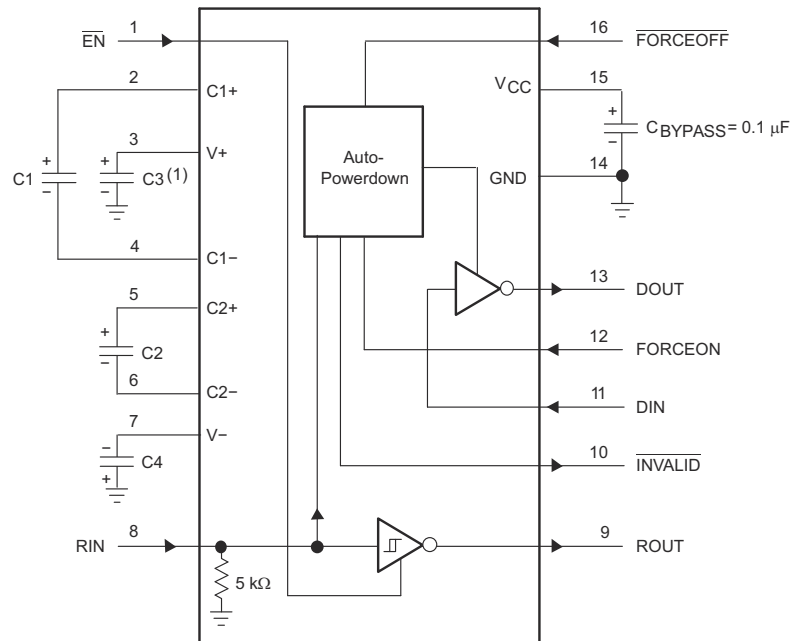 1
EN
2
C1+
3
V+
C1
+
−
+
−
C3(1)
4
C1−
5
C2+
+
−
C2
6
C2−
7
V−
−
+
C4
RIN
8
5 kΩ
Auto-
Powerdown
16
FORCEOFF
15
VCC
+
−
CBYPASS = 0.1 μF
14
GND
13
DOUT
12
FORCEON
11
DIN
10
INVALID
9
ROUT